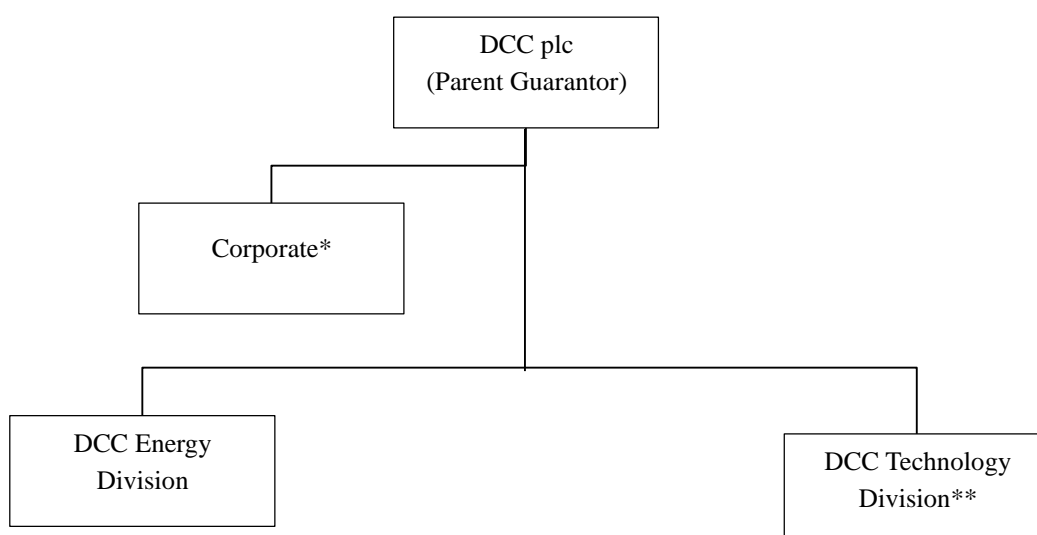 DCC plc
(Parent Guarantor)
Corporate*
DCC Energy
Division
DCC Technology
Division**